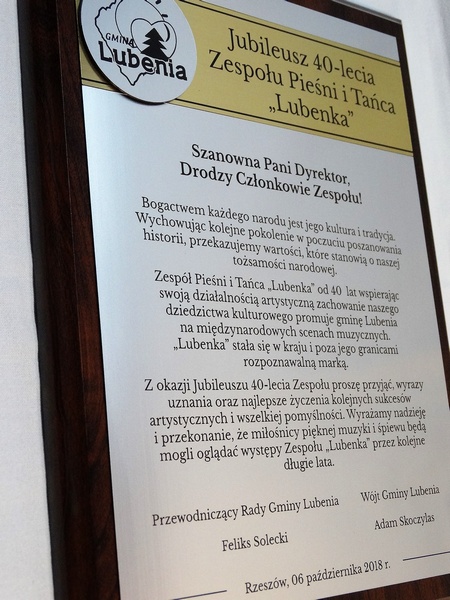 GMINA
Lubenia
Jubileusz 40-lecia
Zespołu Pieśni i Tańca
„Lubenka”
Szanowna Pani Dyrektor,
Drodzy Członkowie Zespołu!
Bogactwem każdego narodu jest jego kultura i tradycja.
Wychowując kolejne pokolenie w poczuciu poszanowania
historii, przekazujemy wartości, które stanowią o naszej
tożsamości narodowej.
Zespół Pieśni i Tańca „Lubenka” od 40 lat wspierając
swoją działalnością artystyczną zachowanie naszego
dziedzictwa kulturowego promuje gminę Lubenia
na międzynarodowych scenach muzycznych.
„Lubenka” stała się w kraju i poza jego granicami
rozpoznawalną marką.
Z okazji Jubileuszu 40-lecia Zespołu proszę przyjąć, wyrazy
uznania oraz najlepsze życzenia kolejnych sukcesów
artystycznych i wszelkiej pomyślności. Wyrażamy nadzieję
i przekonanie, że miłośnicy pięknej muzyki i śpiewu będą
mogli oglądać występy Zespołu „Lubenka” przez kolejne
długie lata.
Przewodniczący Rady Gminy Lubenia
Feliks Solecki
Wójt Gminy Lubenia
Adam Skoczylas
Rzeszów, 06 października 2018 r.